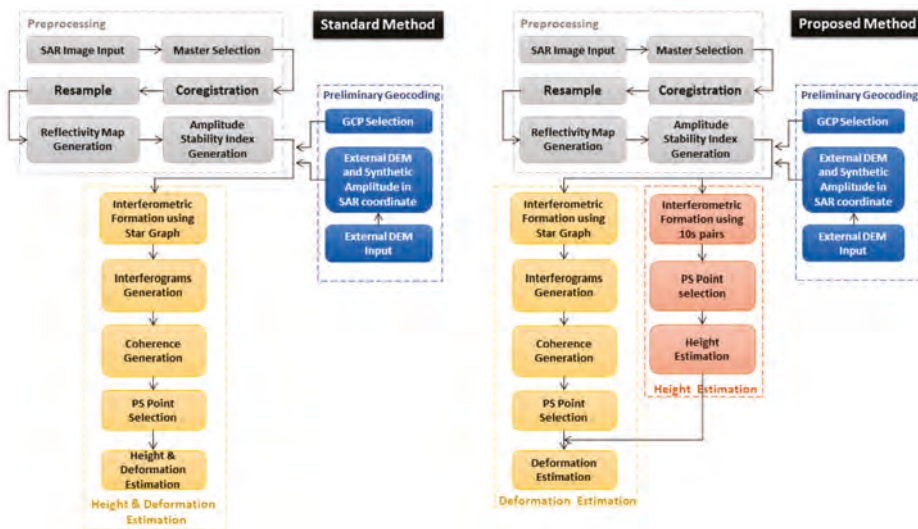 Preprocessing
Standard Method
SAR Image Input
Master Selection
Resample
Coregistration
Reflectivity Map
Generation
Amplitude
Stability Index
Generation
Preliminary Geocoding
GCP Selection
External DEM
and Synthetic
Amplitude in
SAR coordinate
External DEM
Input
Interferometric
Formation using
Star Graph
Interferograms
Generation
Coherence
Generation
PS Point
Selection
Height &
Deformation
Estimation
Height & Deformation
Estimation
Preprocessing
Proposed Method
SAR Image Input
Master Selection
Resample
Coregistration
Reflectivity Map
Generation
Amplitude
Stability Index
Generation
Preliminary Geocoding
GCP Selection
External DEM
and Synthetic
Amplitude in
SAR coordinate
External DEM
Input
Interferometric
Formation using
Star Graph
Interferograms
Generation
Coherence
Generation
PS Point
Selection
Deformation
Estimation
Deformation Estimation
Interferometric
Formation using
10s pairs
PS Point
selection
Height
Estimation
Height Estimation